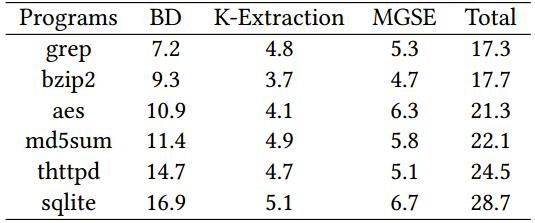 Programs BD K-Extraction MGSE Total
grep 7.2 4.8 5.3 17.3
bzip2 9.3 3.7 4.7 17.7
aes 10.9 4.1 6.3 21.3
md5sum 11.4 4.9 5.8 22.1
thttpd 14.7 4.7 5.1 24.5
sqlite 16.9 5.1 6.7 28.7